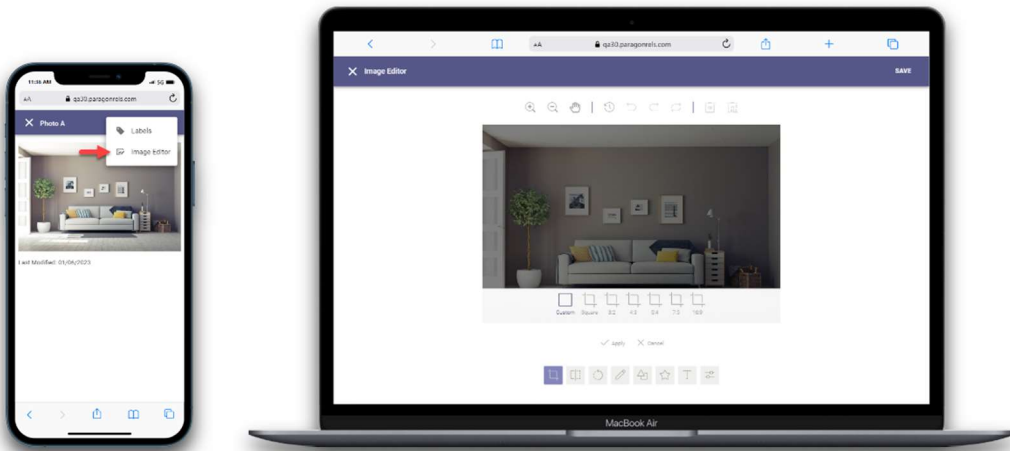 11:36 AM
5G
AA
qa30.paragonrels.com
Photo A
Labels
Image Editor
Last Modified: 01/06/2023
AA
qa30.paragonrels.com
Image Editor
SAVE
Custom Square 3:2 4:3 5:4 7:5 16:9
Apply Cancel
T
MacBook Air